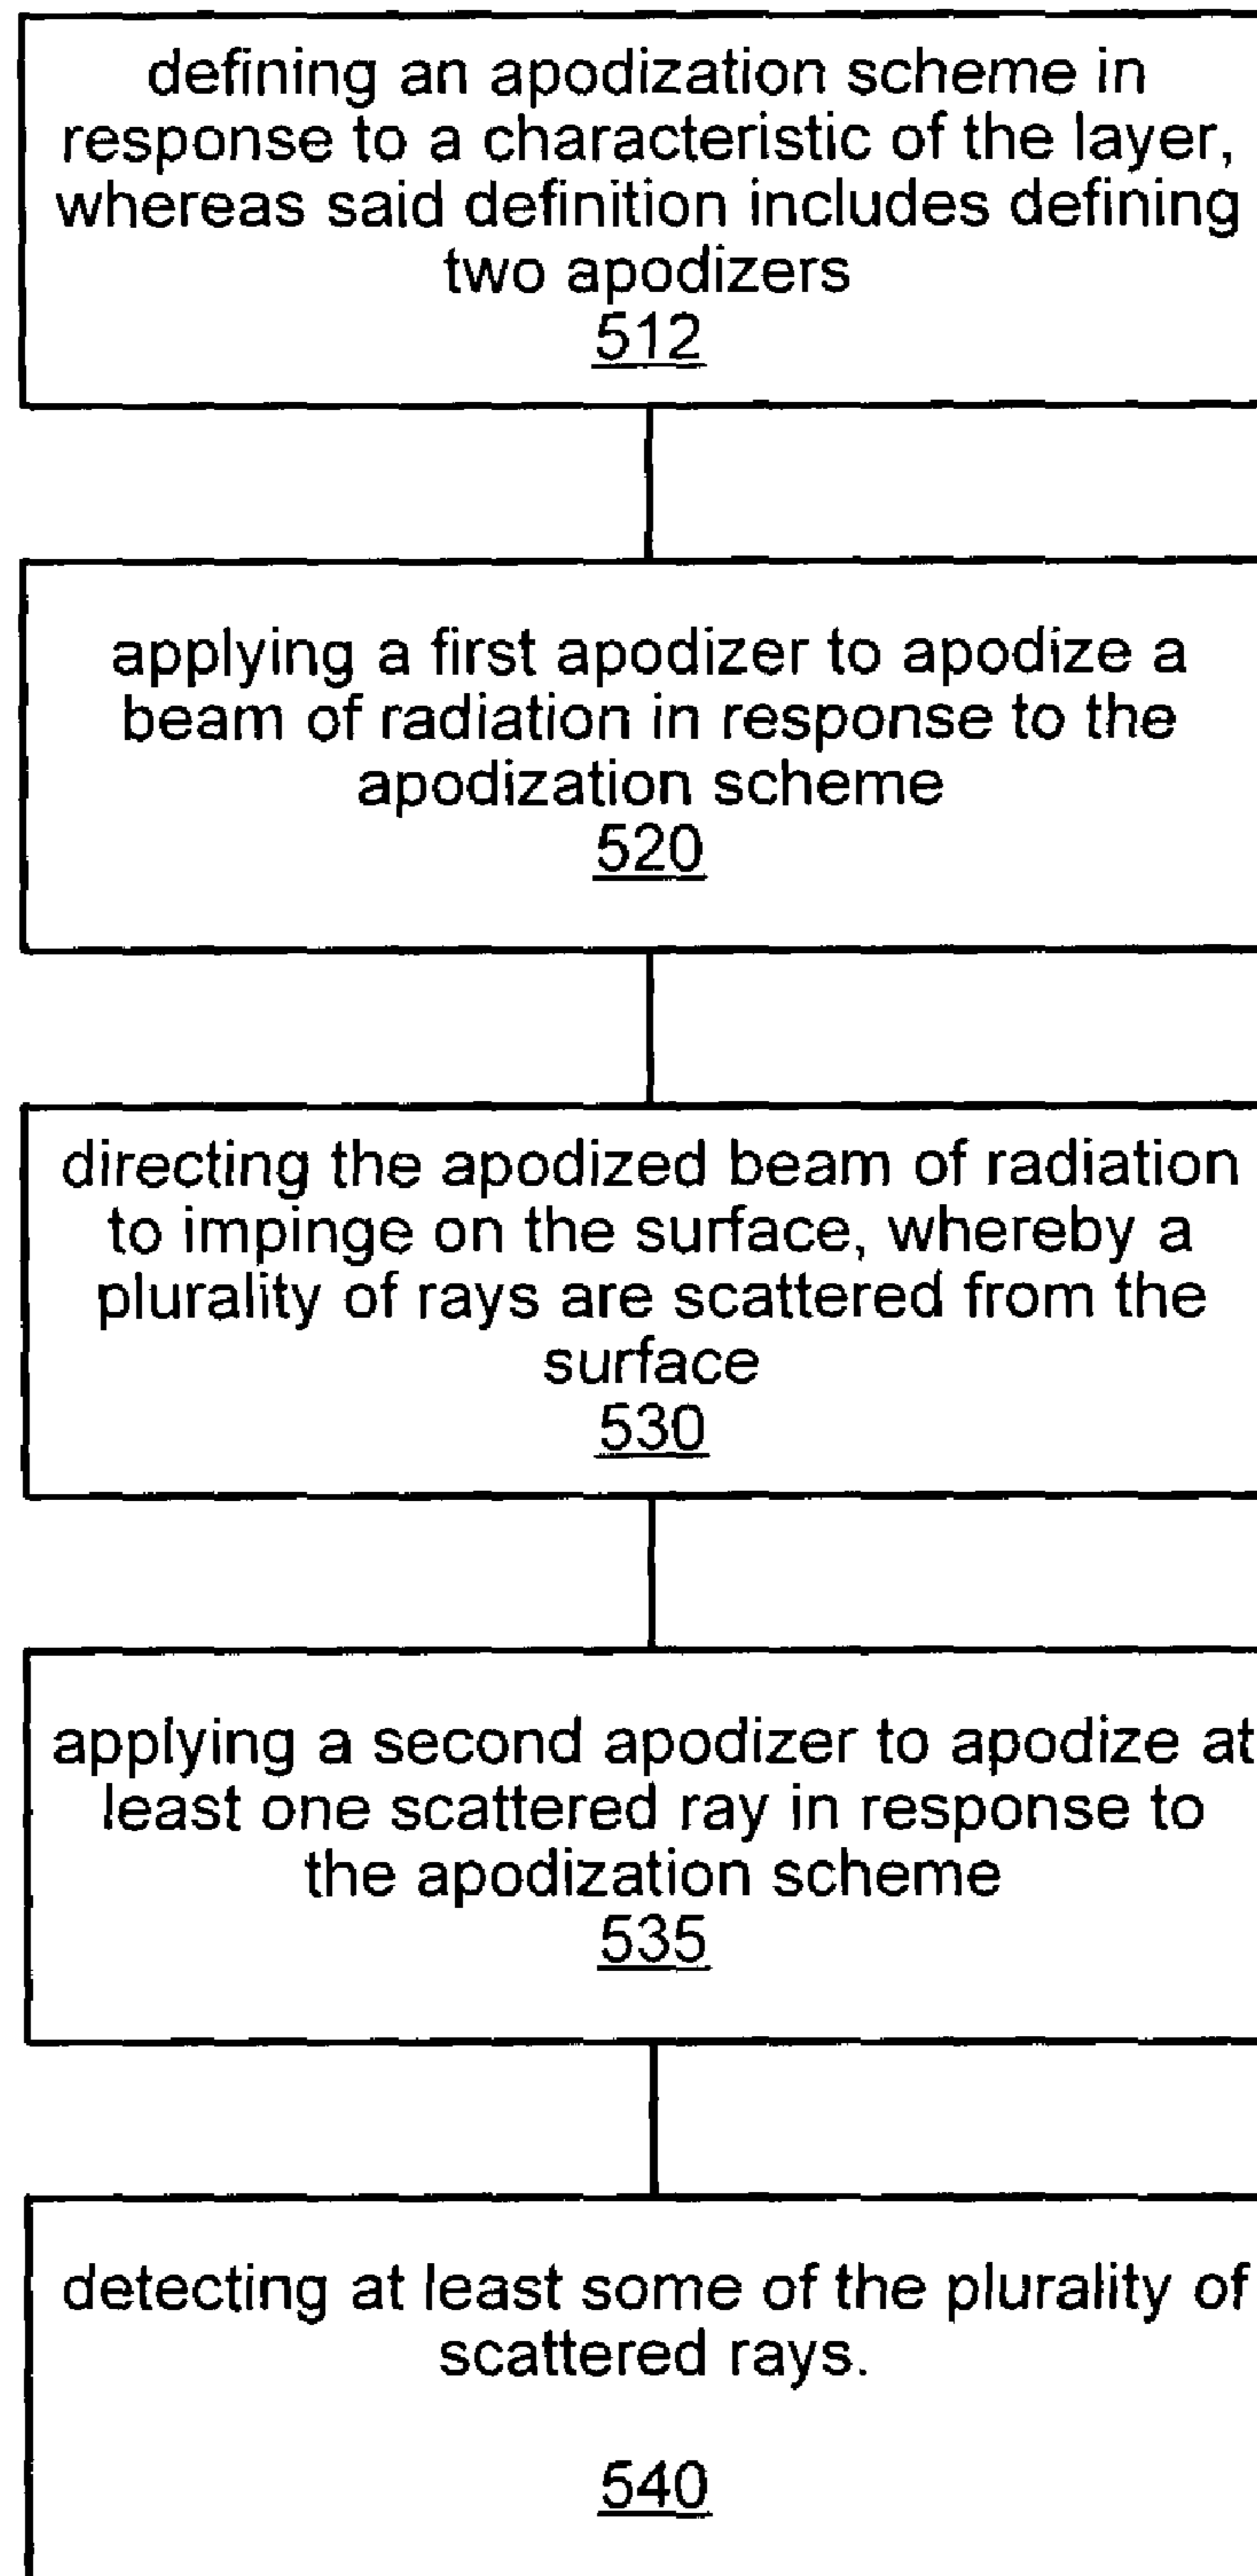 defining an apodization scheme in
response to a characteristic of the layer,
whereas said definition includes defining
two apodizers
512
applying a first apodizer to apodize a
beam of radiation in response to the
apodization scheme
520
directing the apodized beam of radiation
to impinge on the surface, whereby a
plurality of rays are scattered from the
surface
530
applying a second apodizer to apodize at
least one scattered ray in response to
the apodization scheme
535
detecting at least some of the plurality of
scattered rays.
540